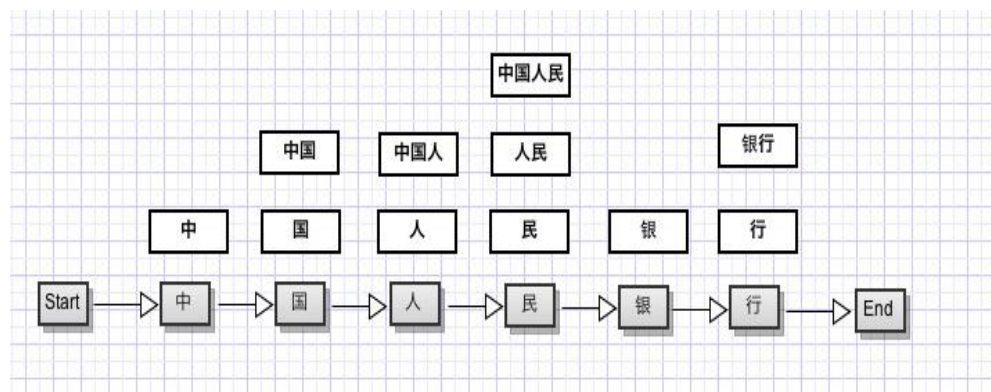 中国人民
中国 中国人 人民 银行
中 国 人 民 银 行
Start 中 国 人 民 银 行 End